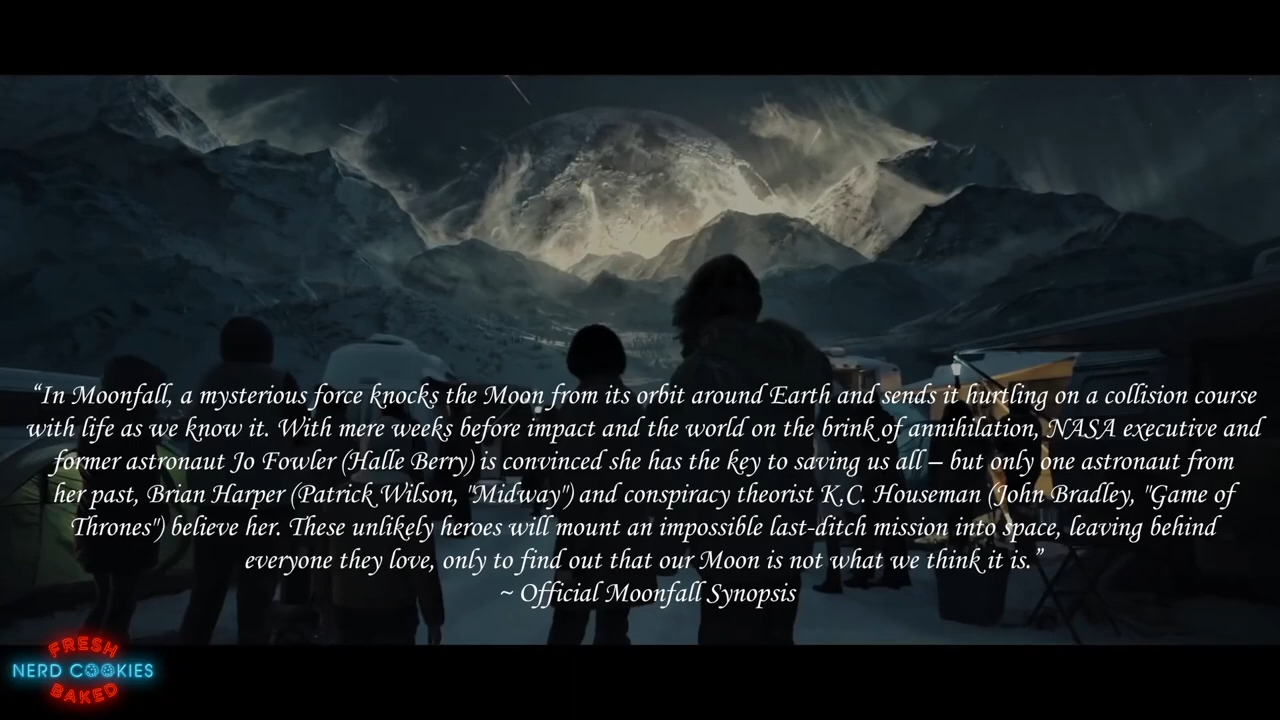 “In Moonfall, a mysterious force knocks the Moon from its orbit around Earth and sends it hurtling on a collision course
with life as we know it. With mere weeks before impact and the world on the brink of annihilation, NASA executive and
former astronaut Jo Fowler (Halle Berry) is convinced she has the key to saving us all – but only one astronaut from
her past, Brian Harper (Patrick Wilson, "Midway") and conspiracy theorist K.C. Houseman (John Bradley, "Game of
Thrones") believe her. These unlikely heroes will mount an impossible last-ditch mission into space, leaving behind
everyone they love, only to find out that our Moon is not what we think it is.”
~ Official Moonfall Synopsis
FRESH
NERD COOKIES
BAKED